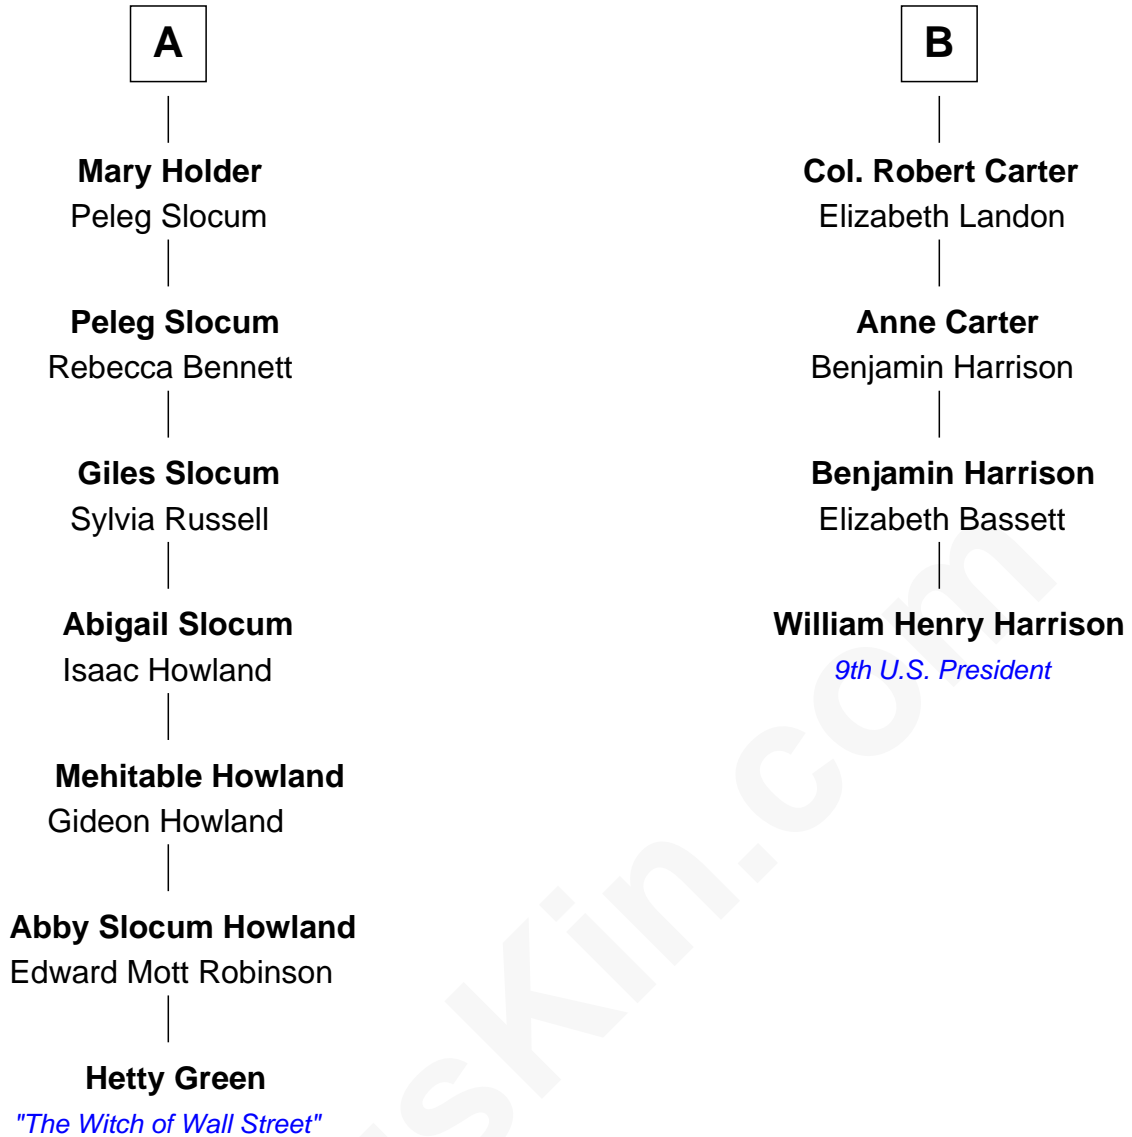 A
Mary Holder
Peleg Slocum
Peleg Slocum
Rebecca Bennett
Giles Slocum
Sylvia Russell
Abigail Slocum
Isaac Howland
Mehitable Howland
Gideon Howland
Abby Slocum Howland
Edward Mott Robinson
Hetty Green
"The Witch of Wall Street"
B
Col. Robert Carter
Elizabeth Landon
Anne Carter
Benjamin Harrison
Benjamin Harrison
Elizabeth Bassett
William Henry Harrison
9th U.S. President
sKin.com